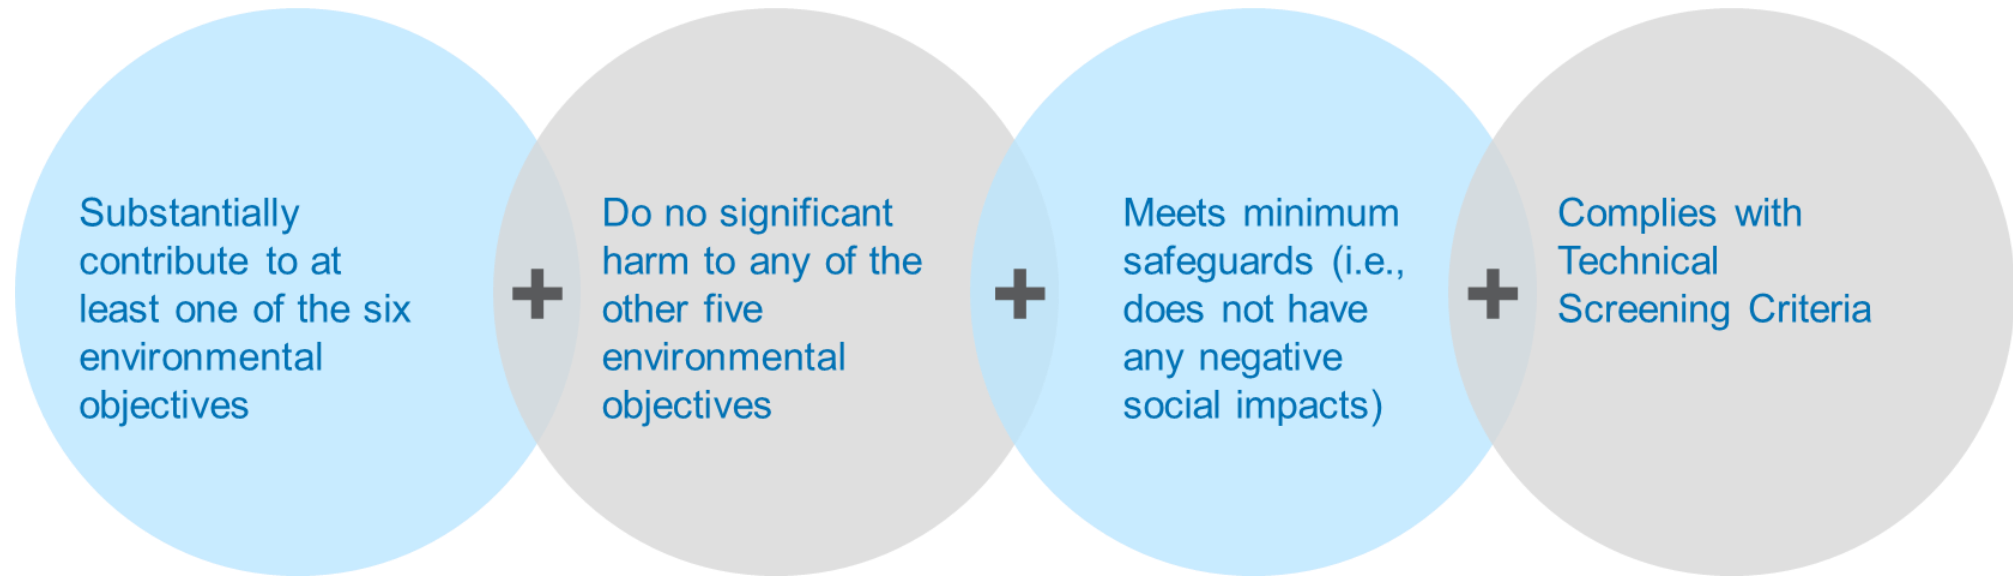 Substantially
contribute to at
least one of the six
environmental
objectives
Do no significant
harm to any of the
other five
environmental
objectives
Meets minimum
safeguards (i.e.,
does not have
any negative
social impacts)
Complies with
Technical
Screening Criteria